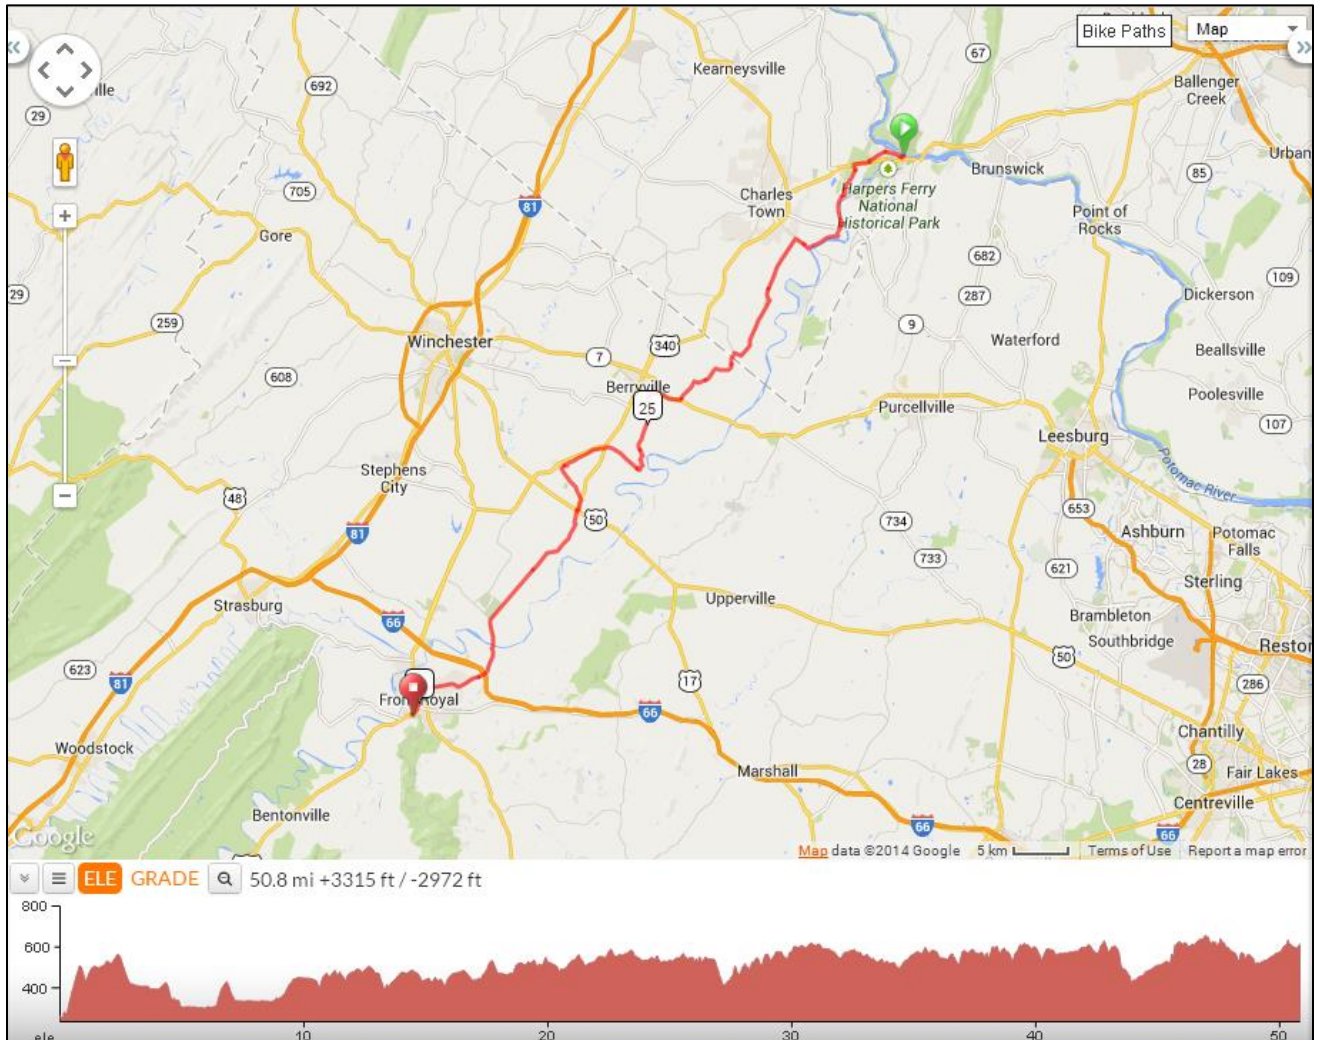 Bike Paths
Map
67
Kearneysville
692
Ballenger
Creek
29
Urban
Brunswick
85
705
Charles
Town
Harpers Ferry
National
Historical Park
81
Point of
Rocks
Gore
682
109
29
287
Dickerson
259
9
Winchester
340
Waterford
7
Beallsville
608
Berryville
Poolesville
25
Purcellville
107
Leesburg
Stephens
City
Potomac River
48
653
50
734
81
Ashburn
Potomac
Falls
733
621
Sterling
Strasburg
Upperville
Brambleton
66
Southbridge
Reston
50
623
81
17
286
Front Royal
66
Woodstock
Chantilly
28
Marshall
Fair Lakes
Bentonville
Centreville
66
66
Google
Map data ©2014 Google
5 km
Terms of Use
Report a map error
ELE GRADE 50.8 mi +3315 ft / -2972 ft
800
600
400
ele
10 20 30 40 50